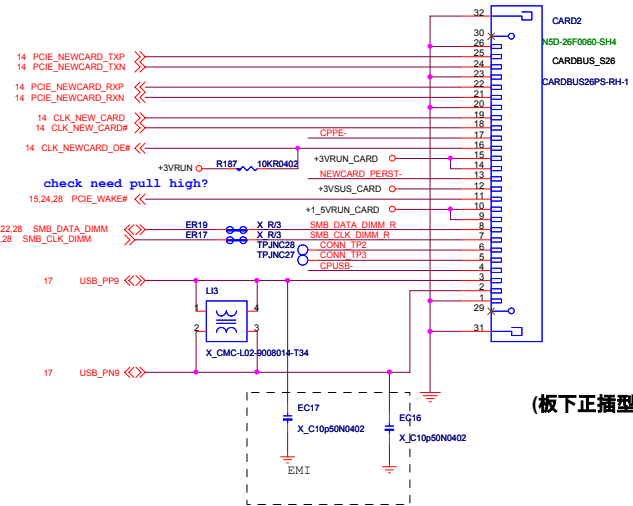 32
CARD2
30
N5D-26F0060-SH4
26
14 PCIE_NEWCARD_TXP
25
CARDBUS_S26
14 PCIE_NEWCARD_TXN
24
23
CARDBUS26PS-RH-1
14 PCIE_NEWCARD_RXP
22
14 PCIE_NEWCARD_RXN
21
20
14 CLK_NEW_CARD
19
14 CLK_NEW_CARD#
18
CPPE-
17
14 CLK_NEWCARD_OE#
16
+3VRUN_CARD
15
+3VRUN
R187
10KR0402
14
NEWCARD_PERST-
13
check need pull high?
+3VSUS_CARD
12
15,24,28 PCIE_WAKE#
11
+1_5VRUN_CARD
10
9
22,28 SMB_DATA_DIMM
ER19
X_R/3
SMB_DATA_DIMM_R
8
,28 SMB_CLK_DIMM
ER17
X_R/3
SMB_CLK_DIMM_R
7
TPJNC28
CONN_TP2
6
TPJNC27
CONN_TP3
5
CPUSB-
4
17 USB_PP9
3
2
LI3
1
1
4
29
2
3
31
X_CMC-L02-9008014-T34
17 USB_PN9
(板下正插型
EC17
X_C10p50N0402
EC16
X_C10p50N0402
EMI